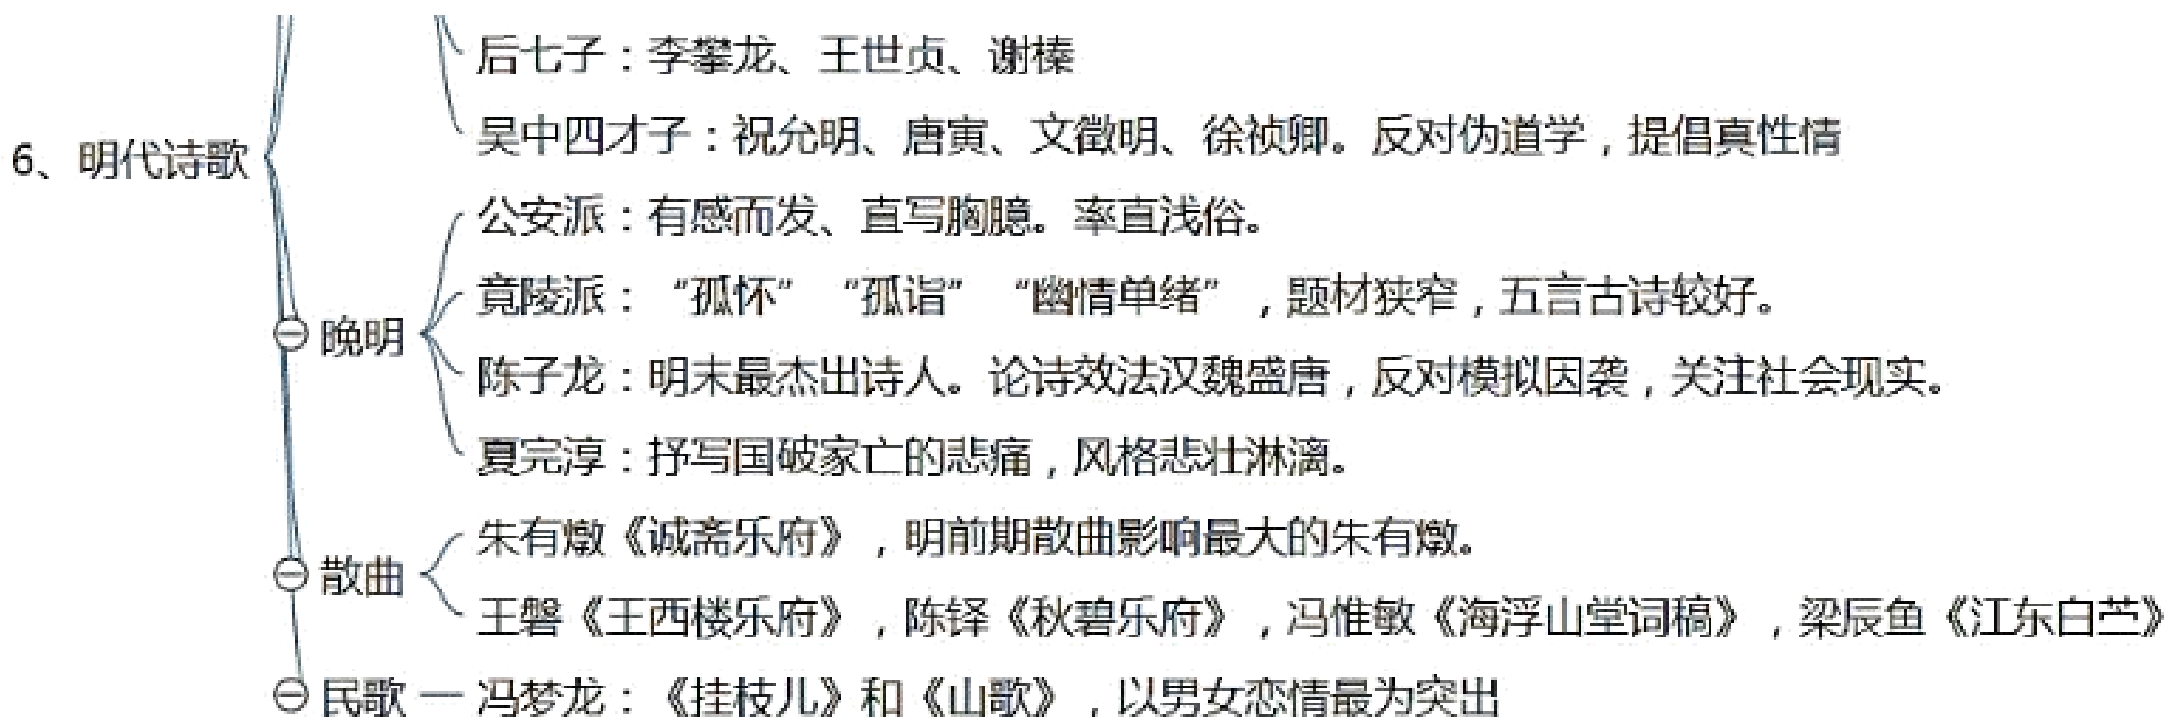 后七子：李攀龙、王世贞、谢榛
吴中四才子：祝允明、唐寅、文徵明、徐祯卿。反对伪道学，提倡真性情
6、明代诗歌
公安派：有感而发、直写胸臆。率直浅俗。
竟陵派：“孤怀”“孤诣”“幽情单绪”，题材狭窄，五言古诗较好。
晚明
陈子龙：明末最杰出诗人。论诗效法汉魏盛唐，反对模拟因袭，关注社会现实。
夏完淳：抒写国破家亡的悲痛，风格悲壮淋漓。
朱有燉《诚斋乐府》，明前期散曲影响最大的朱有燉。
散曲
王磐《王西楼乐府》，陈铎《秋碧乐府》，冯惟敏《海浮山堂词稿》，梁辰鱼《江东白苎》
民歌 冯梦龙：《挂枝儿》和《山歌》，以男女恋情最为突出